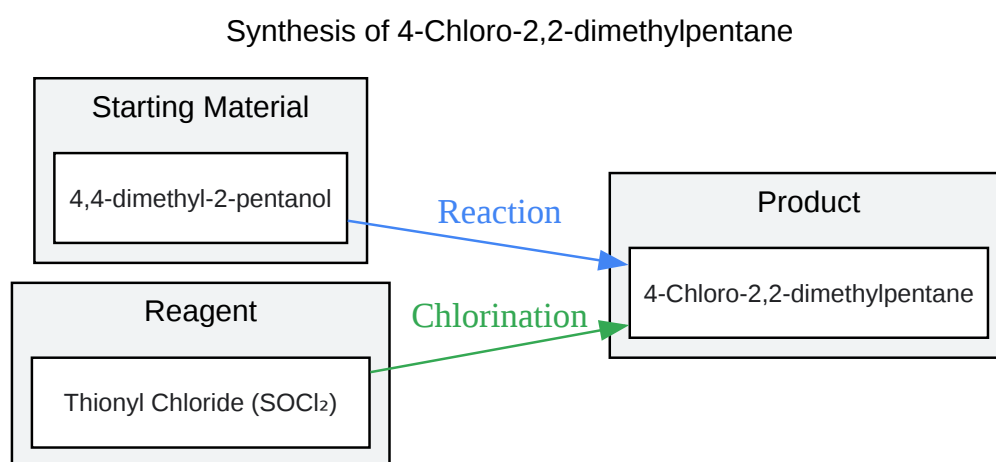 Synthesis of 4-Chloro-2,2-dimethylpentane
Starting Material
4,4-dimethyl-2-pentanol
Reaction
Product
4-Chloro-2,2-dimethylpentane
Reagent
Chlorination
Thionyl Chloride (SOCl₂)